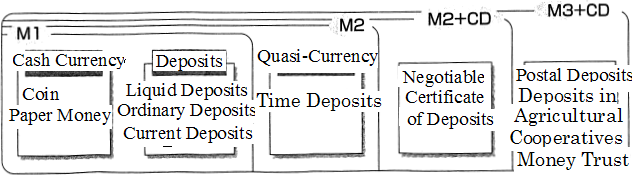 M1
M2
M2+CD
M3+CD
Cash Currency
Coin
Paper Money
Deposits
Liquid Deposits
Ordinary Deposits
Current Deposits
Quasi-Currency
Time Deposits
Negotiable
Certificate
of Deposits
Postal Deposits
Deposits in
Agricultural
Cooperatives
Money Trust